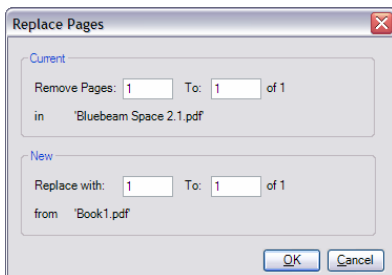 Replace Pages
Current
Remove Pages: 1 To: 1 of 1
in 'Bluebeam Space 2.1.pdf'
New
Replace with: 1 To: 1 of 1
from 'Book1.pdf'
OK Cancel